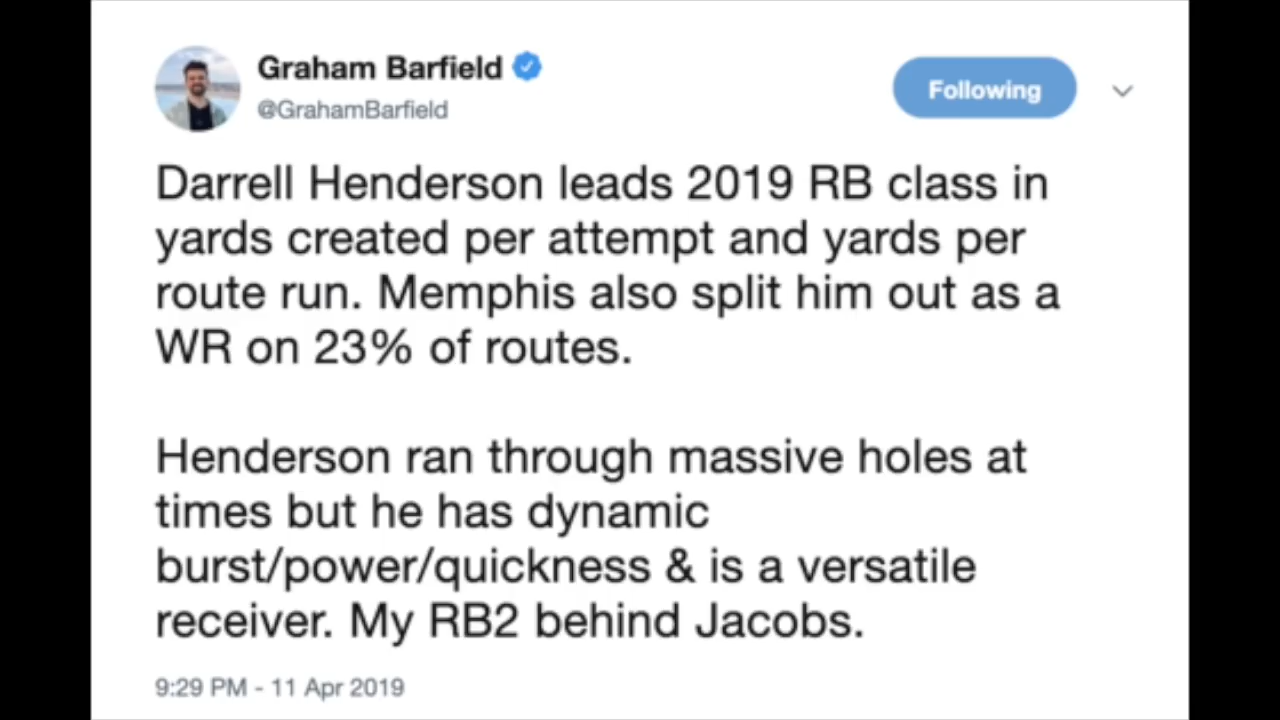 Graham Barfield
@GrahamBarfield
Following
Darrell Henderson leads 2019 RB class in
yards created per attempt and yards per
route run. Memphis also split him out as a
WR on 23% of routes.
Henderson ran through massive holes at
times but he has dynamic
burst/power/quickness & is a versatile
receiver. My RB2 behind Jacobs.
9:29 PM - 11 Apr 2019